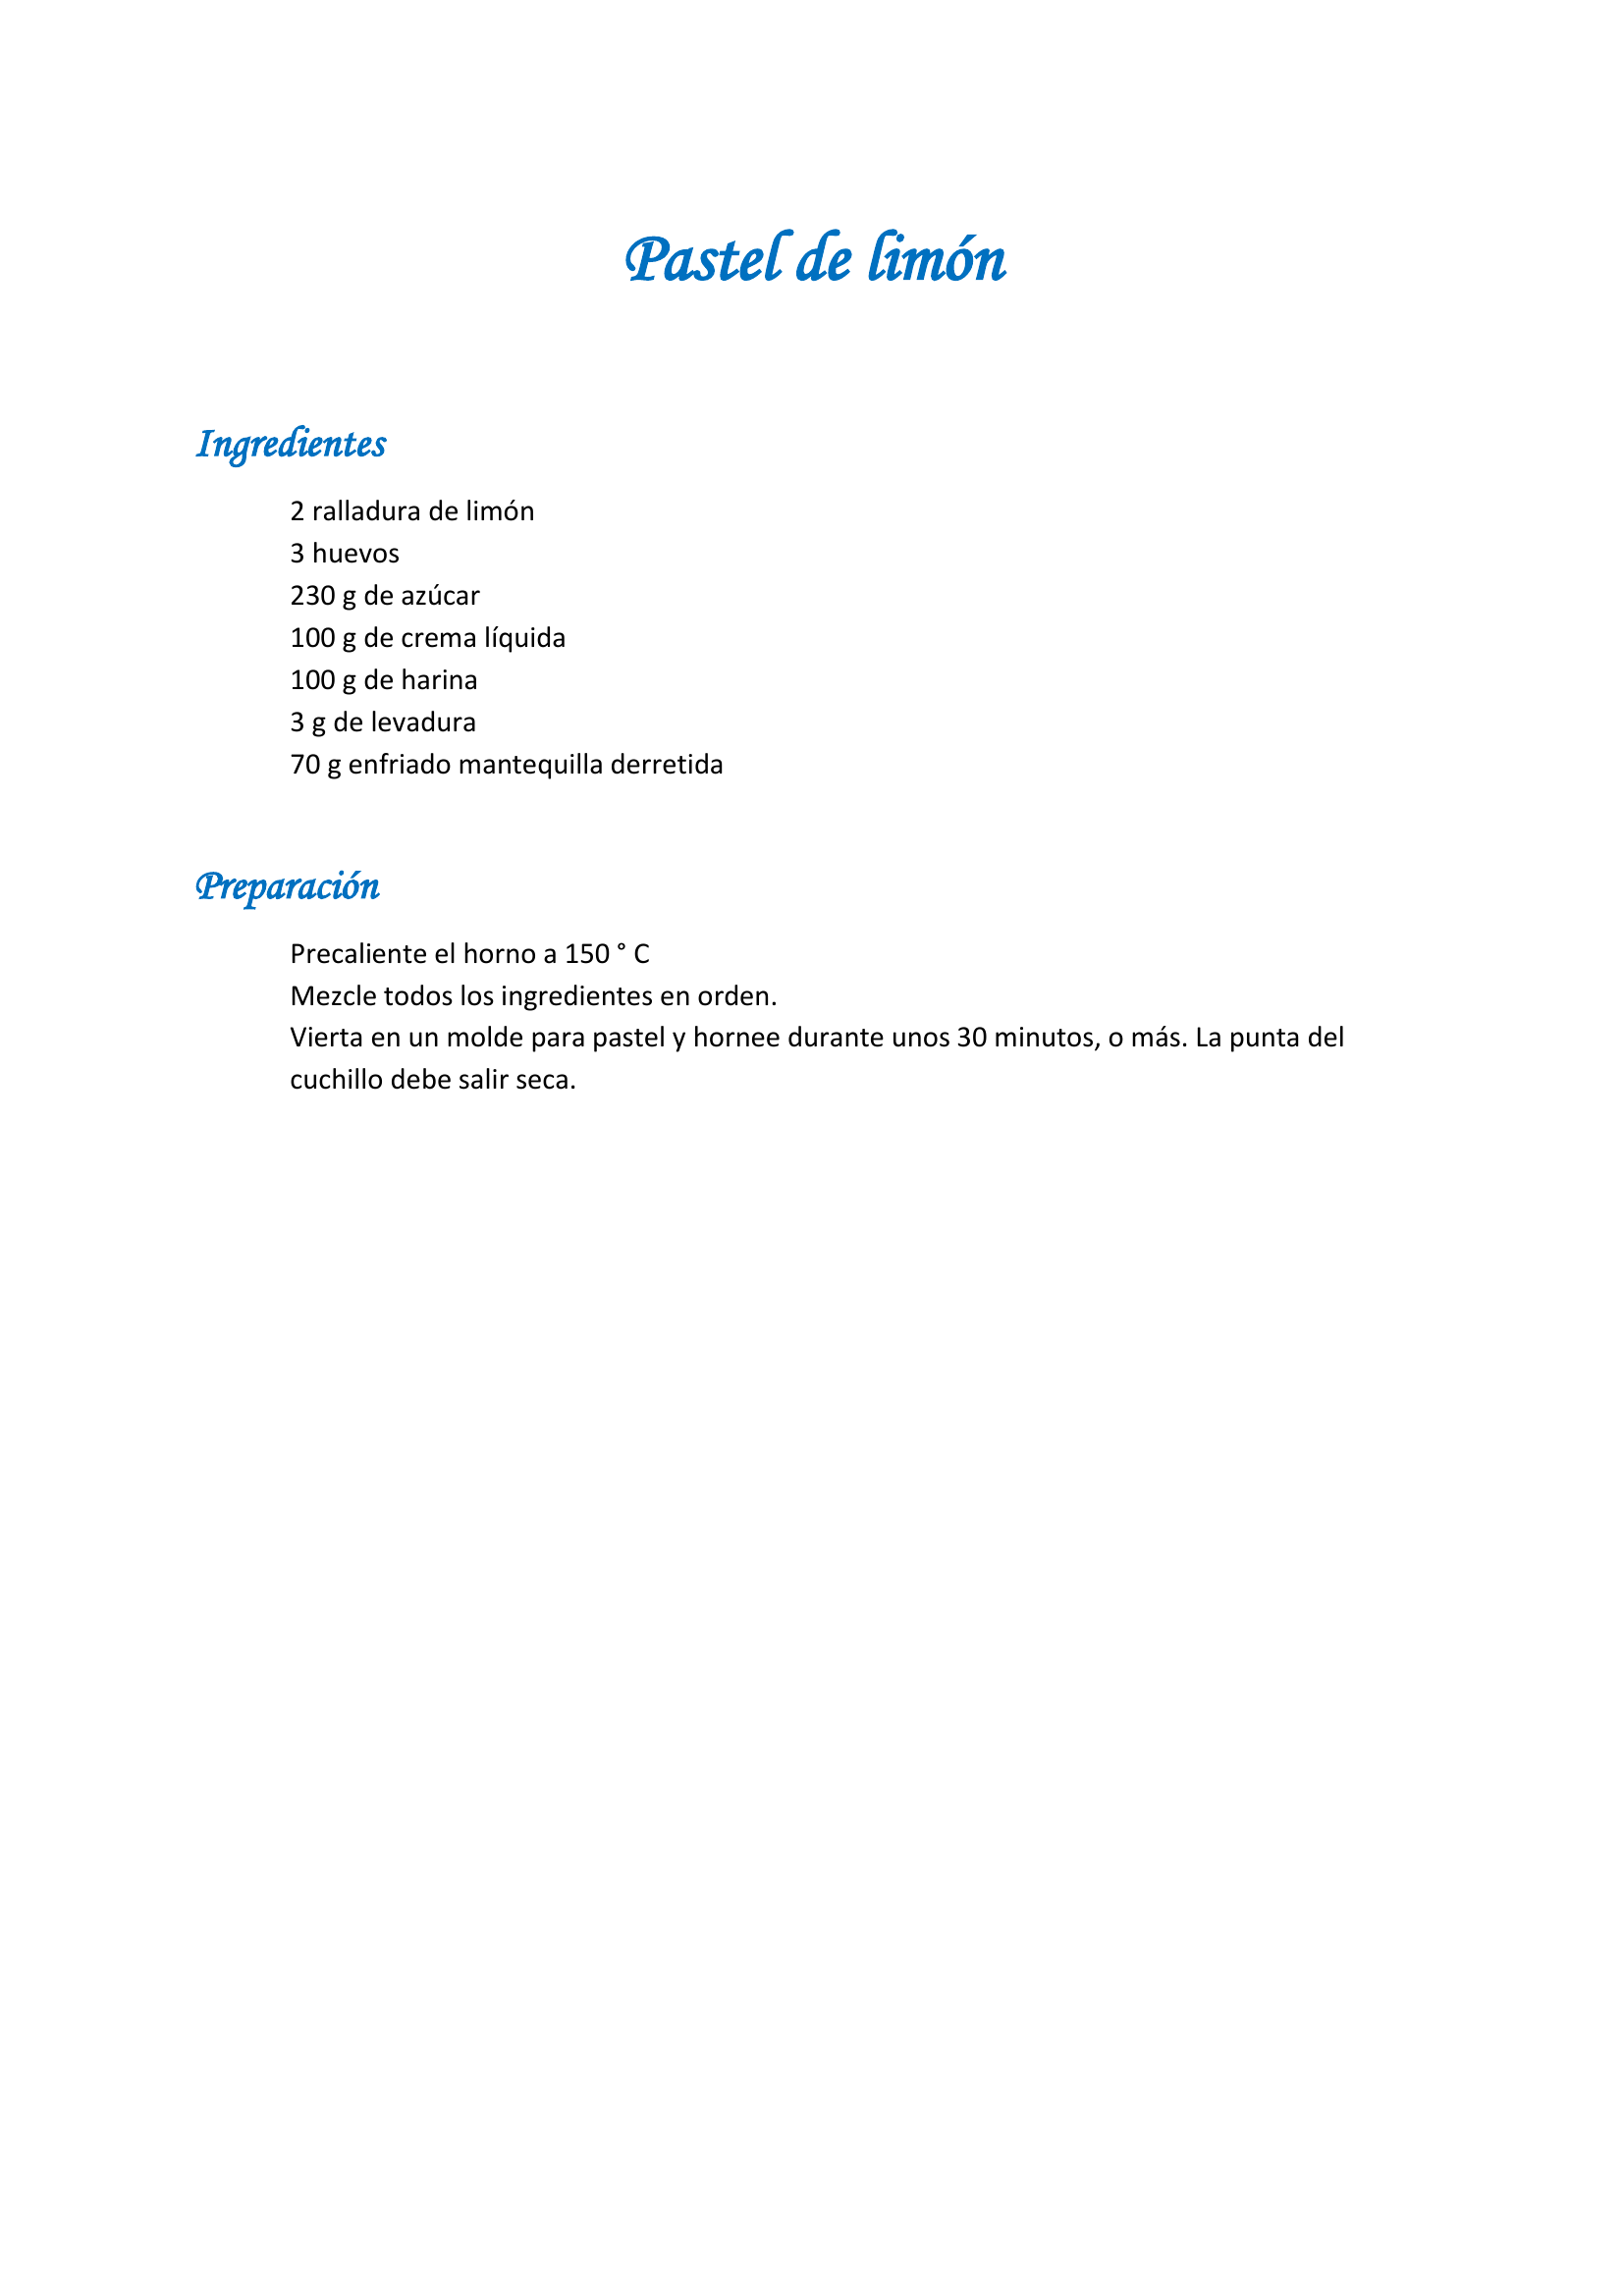 Pastel de limón
Ingredientes
2 ralladura de limón
3 huevos
230 g de azúcar
100 g de crema líquida
100 g de harina
3 g de levadura
70 g enfriado mantequilla derretida
Preparación
Precaliente el horno a 150 ° C
Mezcle todos los ingredientes en orden.
Vierta en un molde para pastel y hornee durante unos 30 minutos, o más. La punta del
cuchillo debe salir seca.